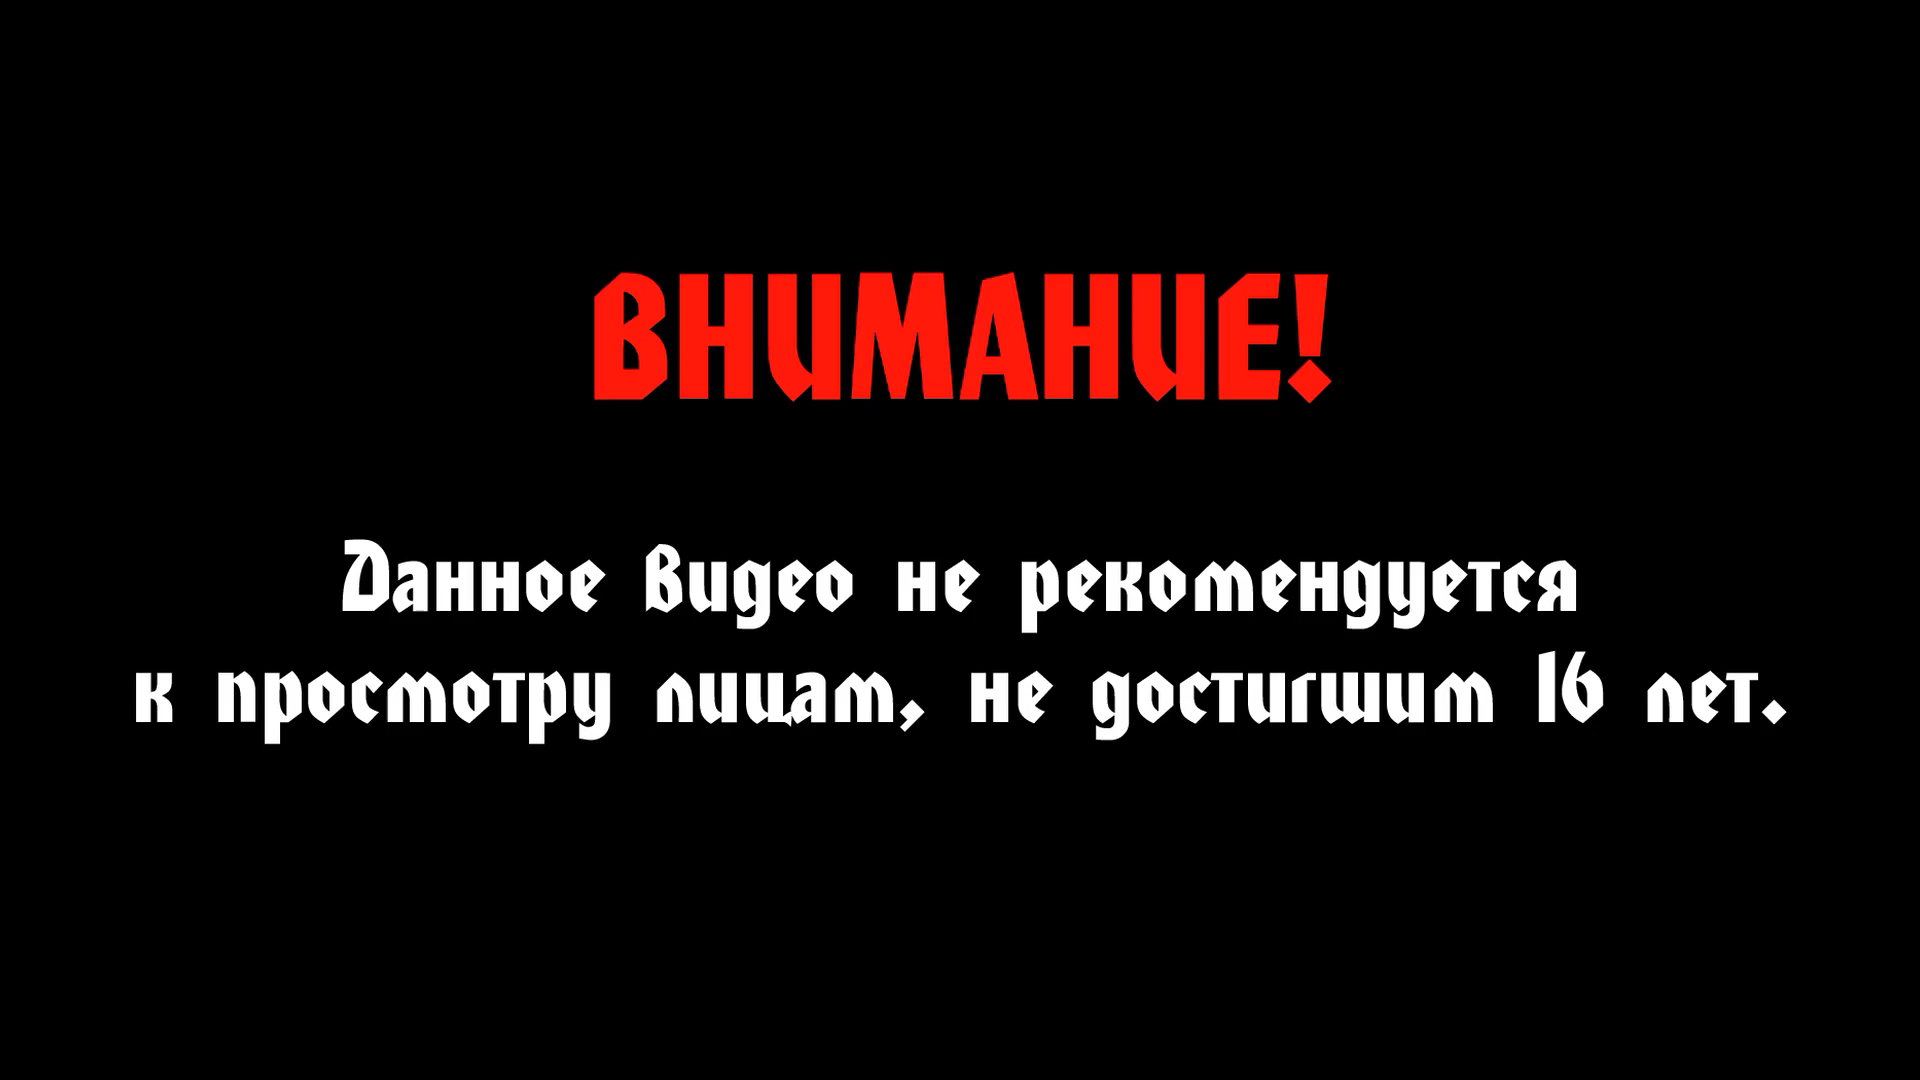 ВНИМАНИЕ!
Данное видео не рекомендуется
к просмотру лицам, не достигшим 16 лет.